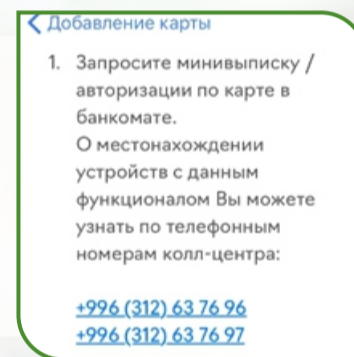 Добавление карты
1. Запросите минивыписку /
авторизации по карте в
банкомате.
О местонахождении
устройств с данным
функционалом Вы можете
узнать по телефонным
номерам колл-центра:
+996 (312) 63 76 96
+996 (312) 63 76 97